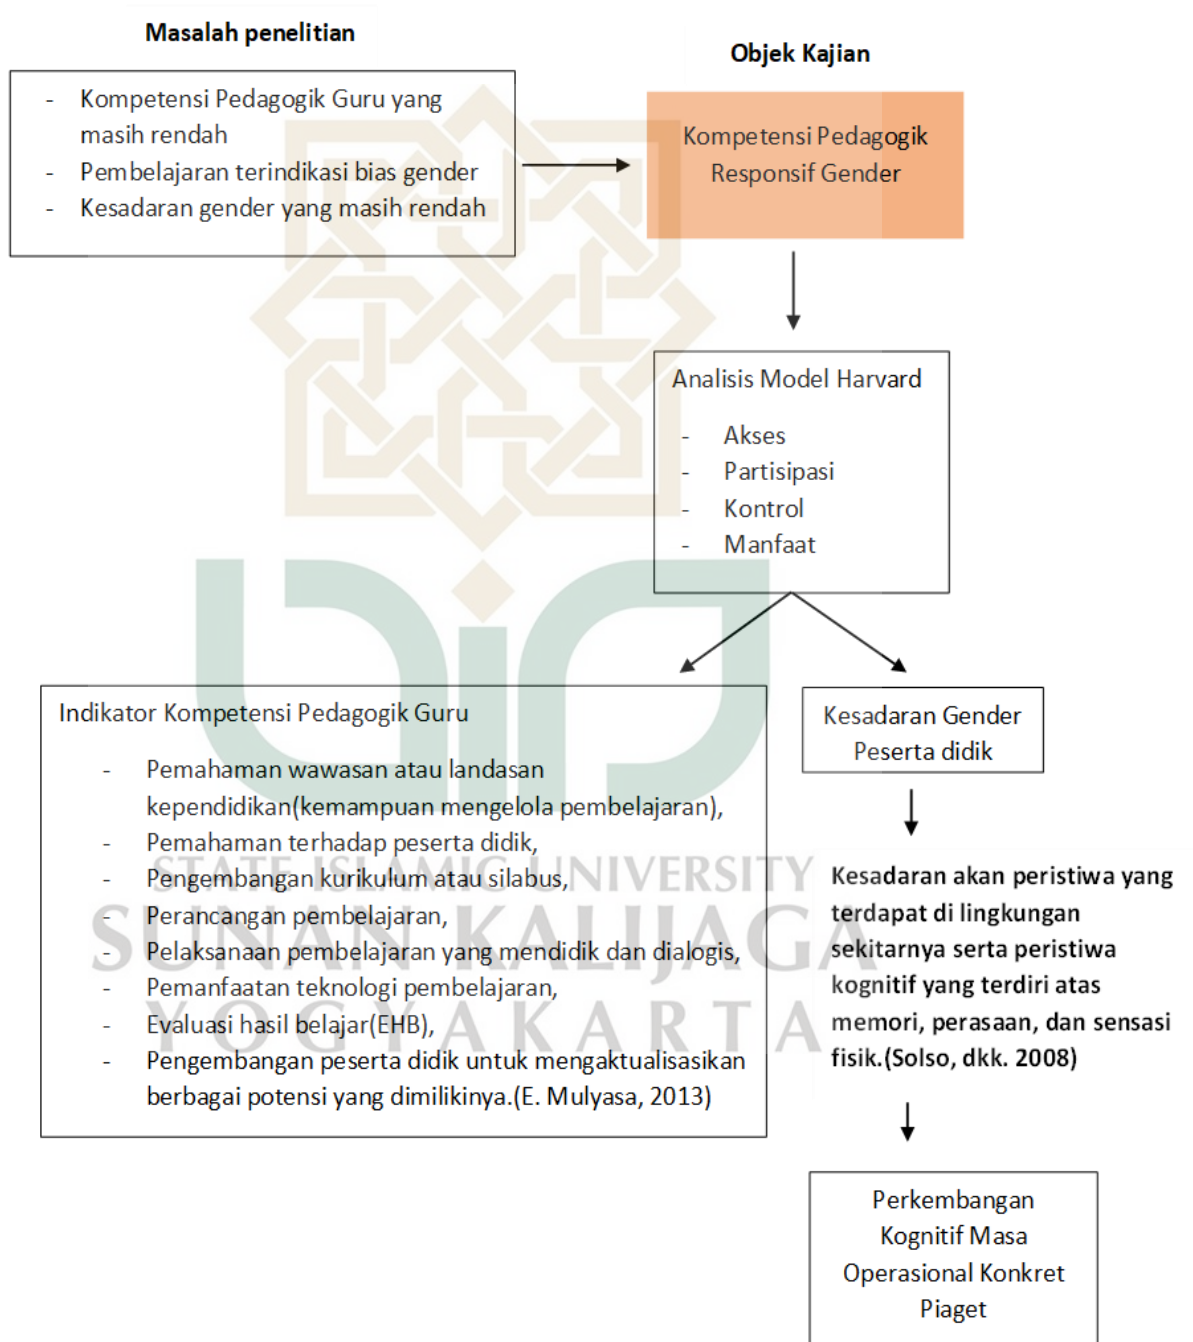 Masalah penelitian
- Kompetensi Pedagogik Guru yang
masih rendah
- Pembelajaran terindikasi bias gender
- Kesadaran gender yang masih rendah
Objek Kajian
Kompetensi Pedagogik
Responsif Gender
Analisis Model Harvard
- Akses
- Partisipasi
- Kontrol
- Manfaat
Indikator Kompetensi Pedagogik Guru
- Pemahaman wawasan atau landasan
kependidikan(kemampuan mengelola pembelajaran),
- Pemahaman terhadap peserta didik,
- Pengembangan kurikulum atau silabus,
- Perancangan pembelajaran,
- Pelaksanaan pembelajaran yang mendidik dan dialogis,
- Pemanfaatan teknologi pembelajaran,
- Evaluasi hasil belajar(EHB),
- Pengembangan peserta didik untuk mengaktualisasikan
berbagai potensi yang dimilikinya.(E. Mulyasa, 2013)
Kesadaran Gender
Peserta didik
Kesadaran akan peristiwa yang
terdapat di lingkungan
sekitarnya serta peristiwa
kognitif yang terdiri atas
memori, perasaan, dan sensasi
fisik.(Solso, dkk. 2008)
Perkembangan
Kognitif Masa
Operasional Konkret
Piaget
STATE ISLAMIC UNIVERSITY
SUNAN KALIJAGA
YOGYAKARTA